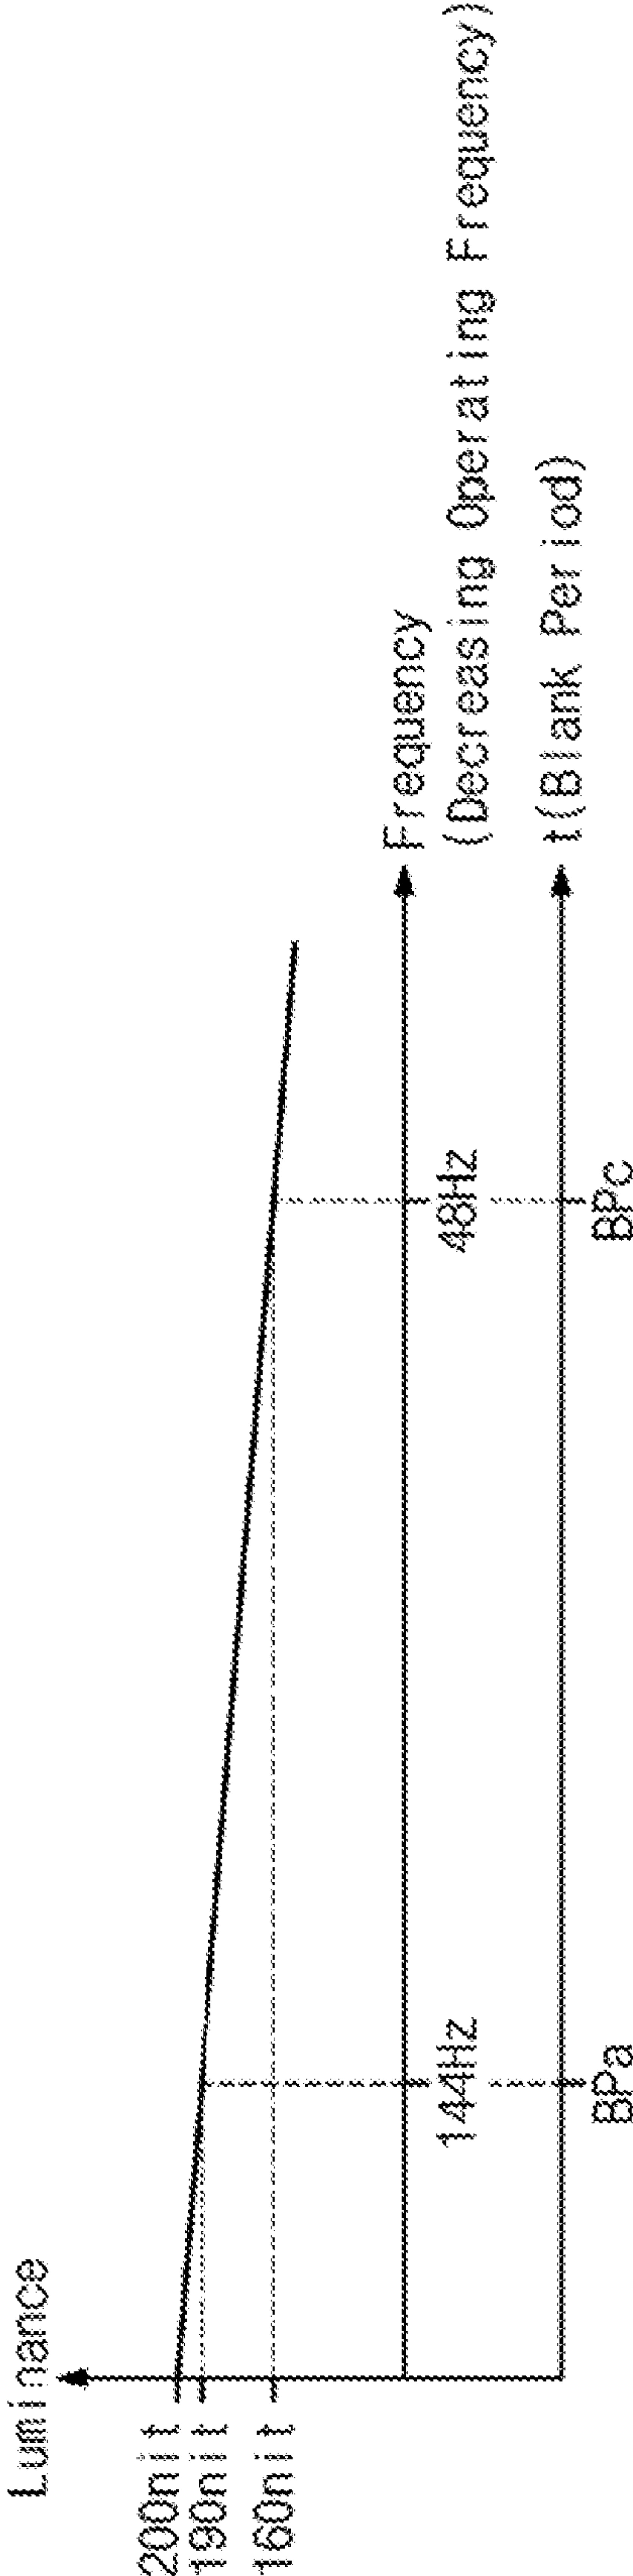 Luminance
200nit
190nit
160nit
Frequency
(Decreasing Operating Frequency)
144Hz
48Hz
t(Blank Period)
BPa
BPc